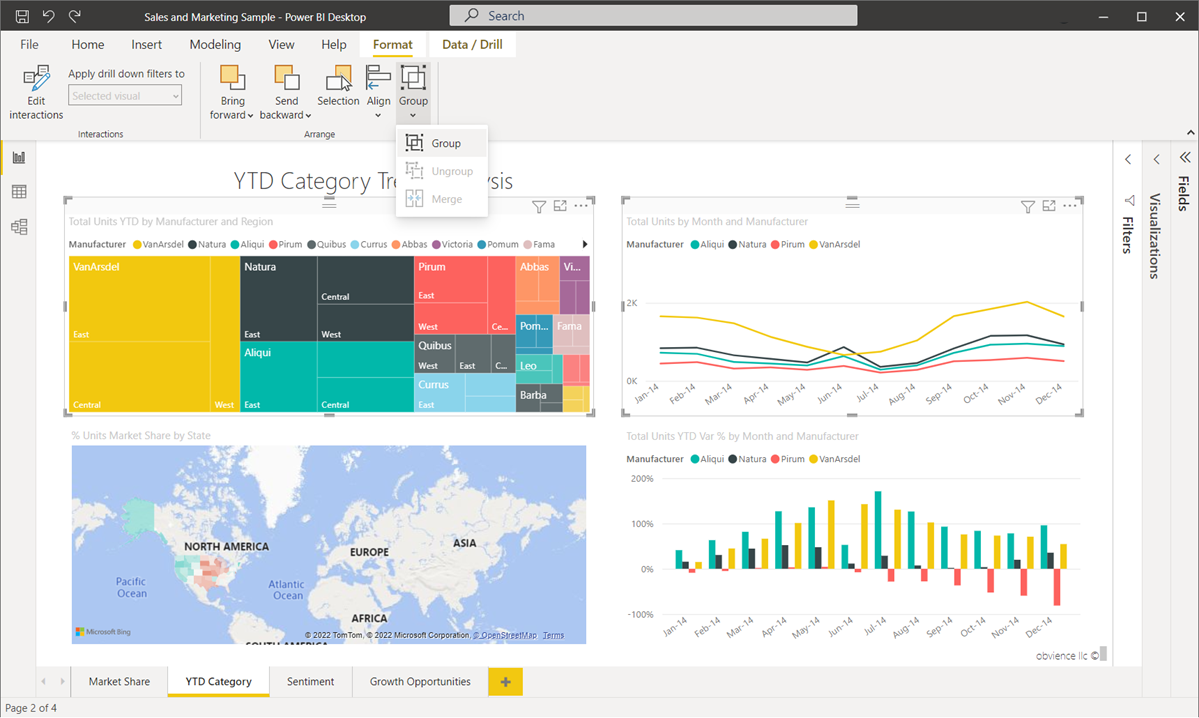 Sales and Marketing Sample - Power BI Desktop
Search
File Home Insert Modeling View Help Format Data / Drill
Edit interactions
Apply drill down filters to
Selected visual
Interactions
Bring forward
Send backward
Selection
Align
Group
Arrange
Group
Ungroup
Merge
YTD Category Tre sis
Total Units YTD by Manufacturer and Region
Manufacturer VanArsdel Natura Aliqui Pirum Quibus Currus Abbas Victoria Pomum Fama
VanArsdel
East
Central
West
Natura
East
Central
West
Aliqui
East
Central
Pirum
East
West
Ce...
Quibus
West
East
C...
Currus
East
Abbas
Vi...
Pom...
Fama
Leo
Barba
Total Units by Month and Manufacturer
Manufacturer Aliqui Natura Pirum VanArsdel
2K
0K
Jan-14 Feb-14 Mar-14 Apr-14 May-14 Jun-14 Jul-14 Aug-14 Sep-14 Oct-14 Nov-14 Dec-14
% Units Market Share by State
NORTH AMERICA
EUROPE
ASIA
Pacific Ocean
Atlantic Ocean
AFRICA
SOUTH AMERICA
Microsoft Bing
© 2022 TomTom, © 2022 Microsoft Corporation, © OpenStreetMap Terms
Total Units YTD Var % by Month and Manufacturer
Manufacturer Aliqui Natura Pirum VanArsdel
200%
100%
0%
-100%
Jan-14 Feb-14 Mar-14 Apr-14 May-14 Jun-14 Jul-14 Aug-14 Sep-14 Oct-14 Nov-14 Dec-14
obvience llc ©
Filters
Visualizations
Fields
Market Share YTD Category Sentiment Growth Opportunities +
Page 2 of 4